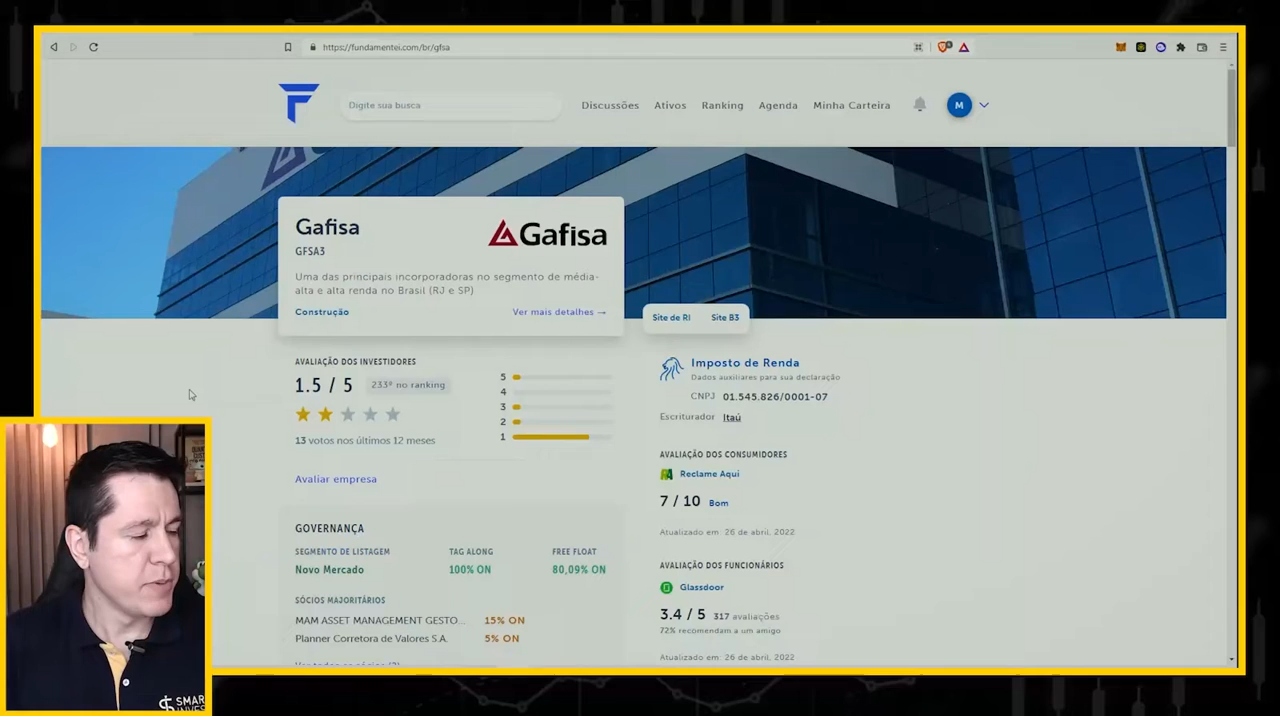 https://fundamentei.com/br/gfsa
Digite sua busca
Discussões
Ativos
Ranking
Agenda
Minha Carteira
M
Gafisa
Gafisa
GFSA3
Uma das principais incorporadoras no segmento de média-
alta e alta renda no Brasil (RJ e SP)
Construção
Ver mais detalhes →
Site de RI
Site B3
AVALIAÇÃO DOS INVESTIDORES
1.5 / 5
233º no ranking
13 votos nos últimos 12 meses
5
4
3
2
1
Avaliar empresa
GOVERNANÇA
SEGMENTO DE LISTAGEM
TAG ALONG
FREE FLOAT
Novo Mercado
100% ON
80,09% ON
SÓCIOS MAJORITÁRIOS
MAM ASSET MANAGEMENT GESTO...
15% ON
Planner Corretora de Valores S.A.
5% ON
Imposto de Renda
Dados auxiliares para sua declaração
CNPJ 01.545.826/0001-07
Escriturador Itaú
AVALIAÇÃO DOS CONSUMIDORES
RA Reclame Aqui
7 / 10 Bom
Atualizado em: 26 de abril, 2022
AVALIAÇÃO DOS FUNCIONÁRIOS
Glassdoor
3.4 / 5 317 avaliações
72% recomendam a um amigo
Atualizado em: 26 de abril, 2022
SMAR
INVES